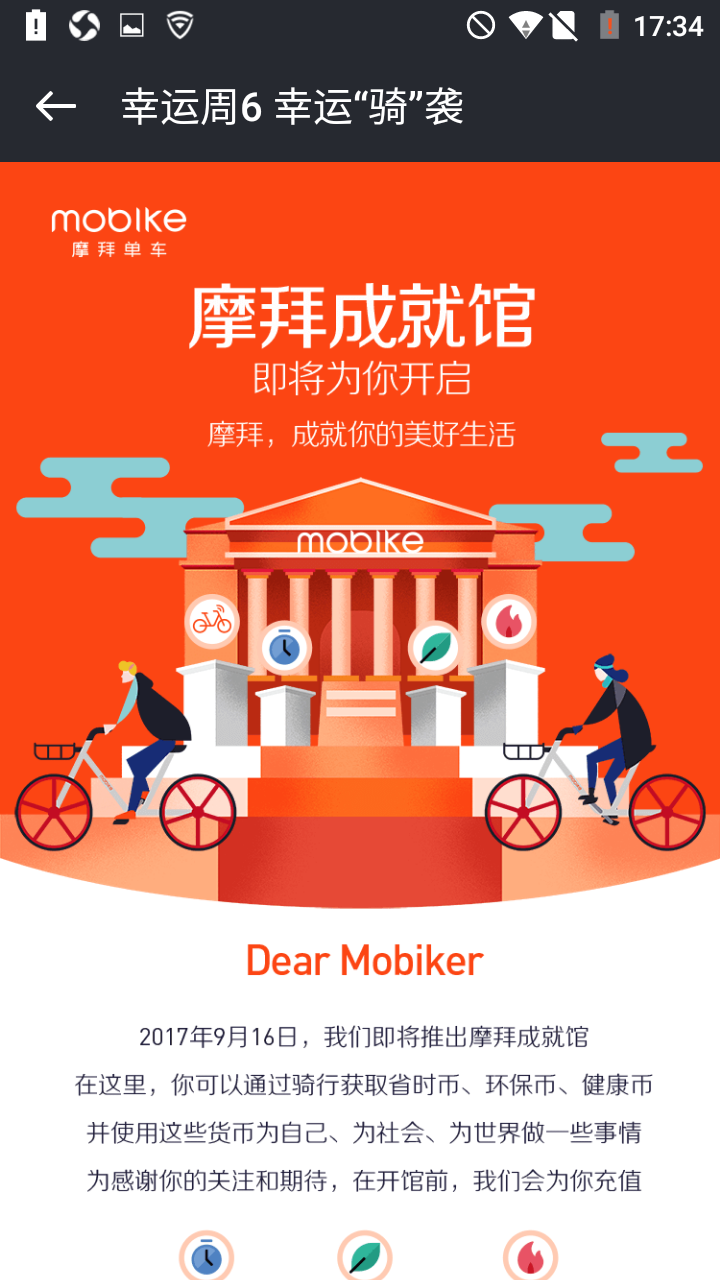 17:34
幸运周6 幸运“骑”袭
mobike
摩拜单车
摩拜成就馆
即将为你开启
摩拜，成就你的美好生活
mobike
Dear Mobiker
2017年9月16日，我们即将推出摩拜成就馆
在这里，你可以通过骑行获取省时币、环保币、健康币
并使用这些货币为自己、为社会、为世界做一些事情
为感谢你的关注和期待，在开馆前，我们会为你充值